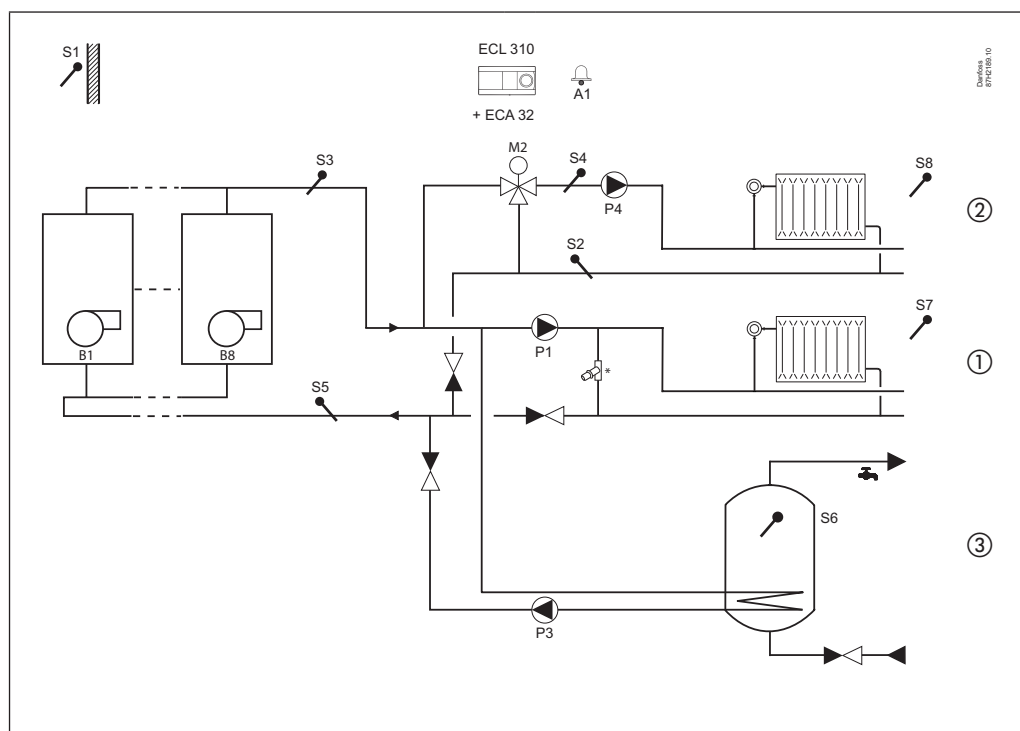 S1
ECL 310
A1
+ ECA 32
Danfoss
87H2189.10
M2
S3
S4
S8
P4
②
S2
S7
B1
B8
P1
*
①
S5
S6
③
P3